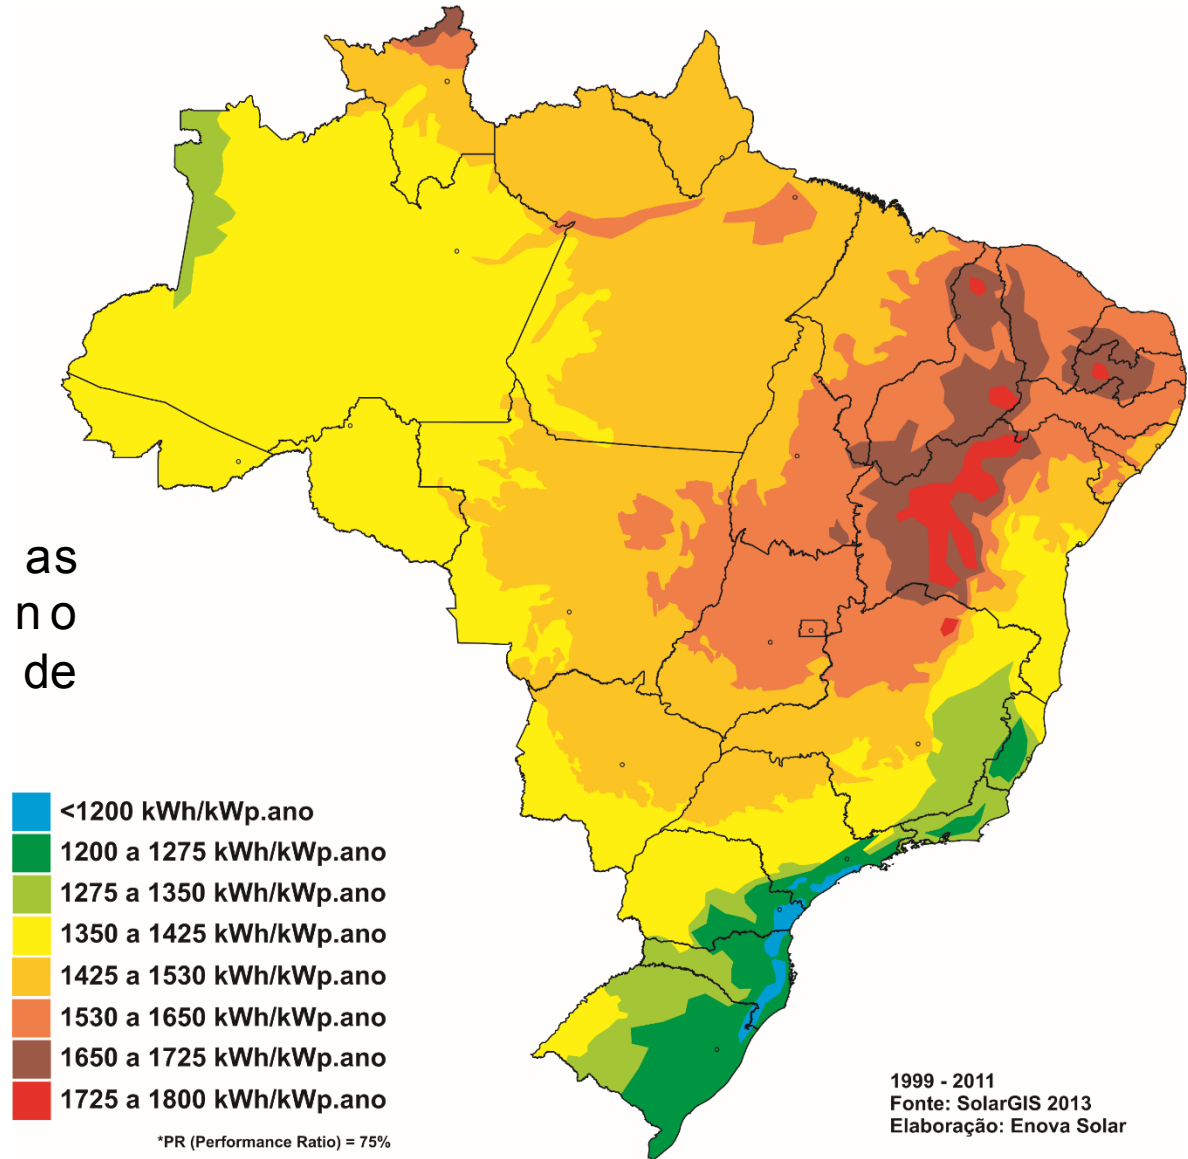 as
no
de
<1200 kWh/kWp.ano
1200 a 1275 kWh/kWp.ano
1275 a 1350 kWh/kWp.ano
1350 a 1425 kWh/kWp.ano
1425 a 1530 kWh/kWp.ano
1530 a 1650 kWh/kWp.ano
1650 a 1725 kWh/kWp.ano
1725 a 1800 kWh/kWp.ano
*PR (Performance Ratio) = 75%
1999 - 2011
Fonte: SolarGIS 2013
Elaboração: Enova Solar